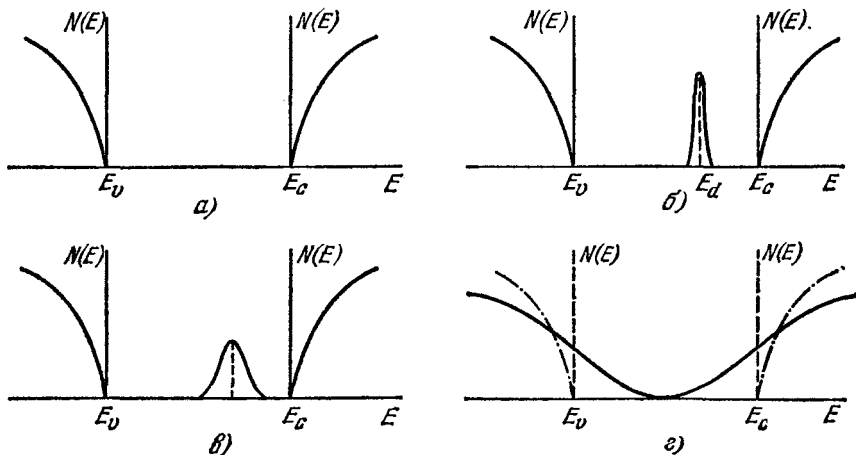 N(E) N(E) N(E) N(E).
E_v E_c E E_v E_d E_c E
а) б)
N(E) N(E) N(E) N(E)
E_v E_c E E_v E_c E
в) г)